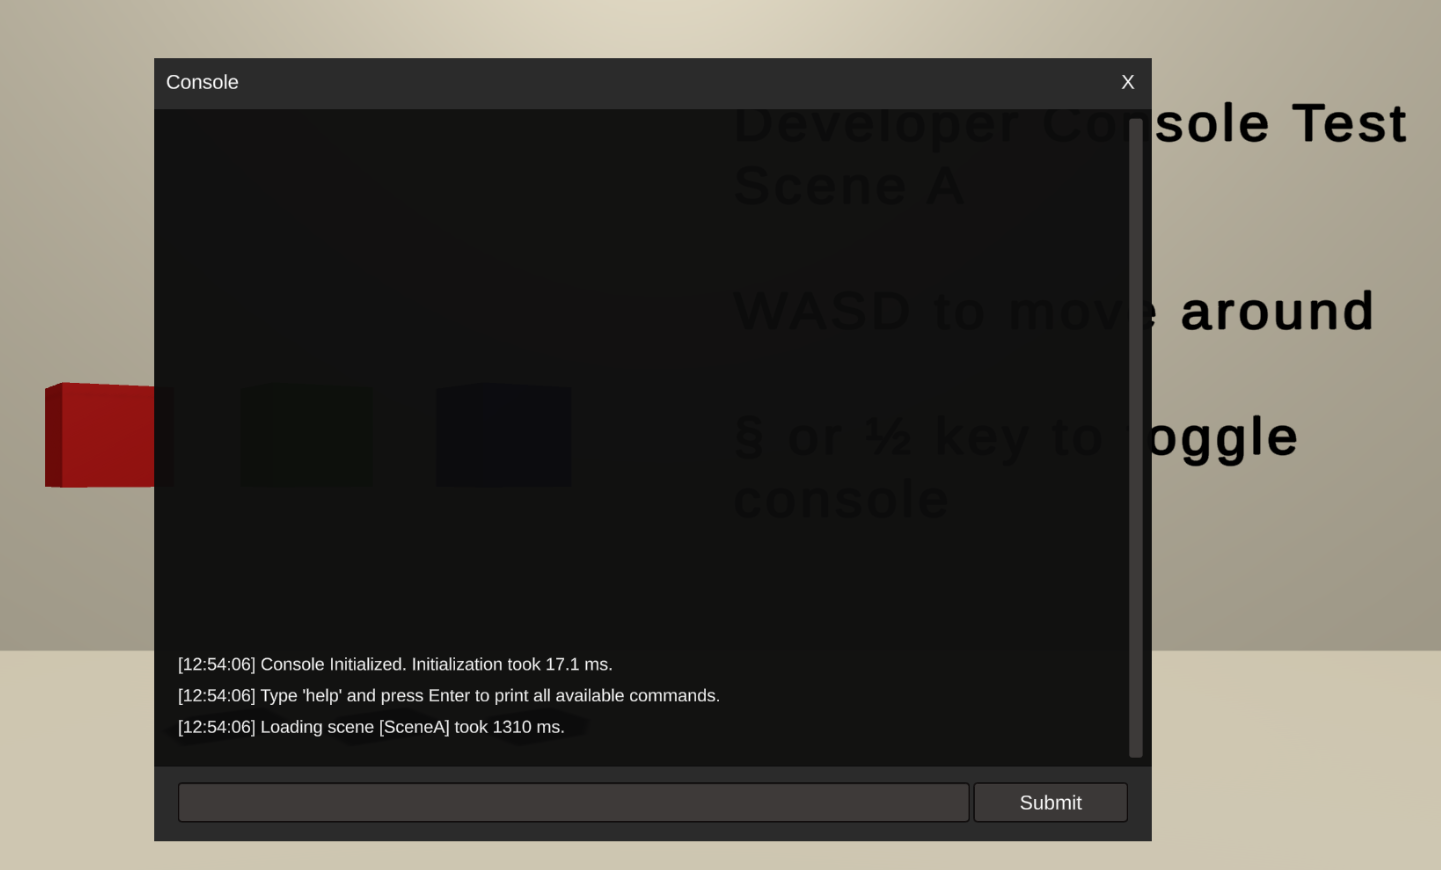 Console X
Developer Console Test
Scene A
WASD to move around
§ or ½ key to toggle
console
[12:54:06] Console Initialized. Initialization took 17.1 ms.
[12:54:06] Type 'help' and press Enter to print all available commands.
[12:54:06] Loading scene [SceneA] took 1310 ms.
Submit